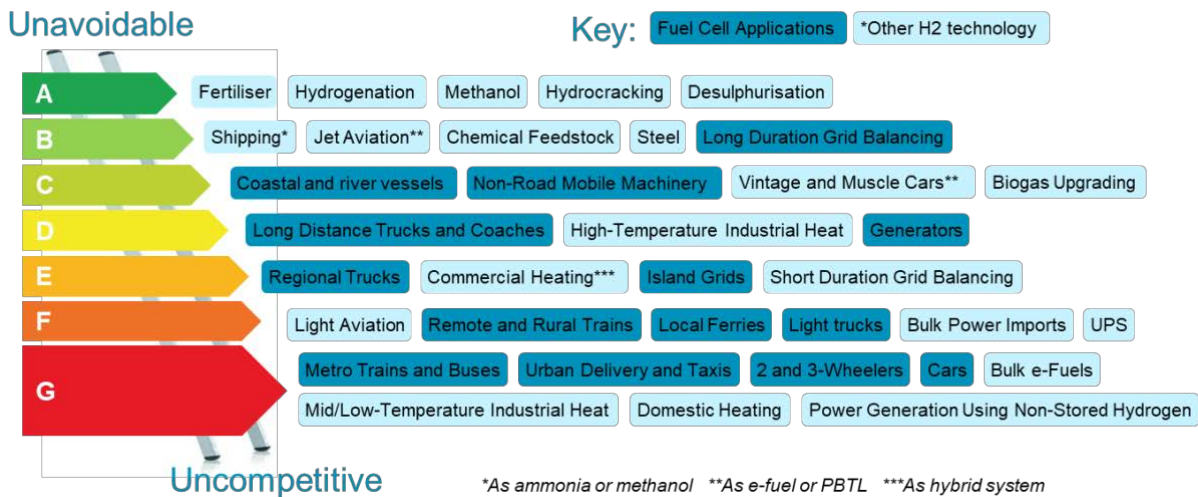 Unavoidable
Key: Fuel Cell Applications *Other H2 technology
A Fertiliser Hydrogenation Methanol Hydrocracking Desulphurisation
B Shipping* Jet Aviation** Chemical Feedstock Steel Long Duration Grid Balancing
C Coastal and river vessels Non-Road Mobile Machinery Vintage and Muscle Cars** Biogas Upgrading
D Long Distance Trucks and Coaches High-Temperature Industrial Heat Generators
E Regional Trucks Commercial Heating*** Island Grids Short Duration Grid Balancing
F Light Aviation Remote and Rural Trains Local Ferries Light trucks Bulk Power Imports UPS
G Metro Trains and Buses Urban Delivery and Taxis 2 and 3-Wheelers Cars Bulk e-Fuels
Mid/Low-Temperature Industrial Heat Domestic Heating Power Generation Using Non-Stored Hydrogen
Uncompetitive
*As ammonia or methanol **As e-fuel or PBTL ***As hybrid system